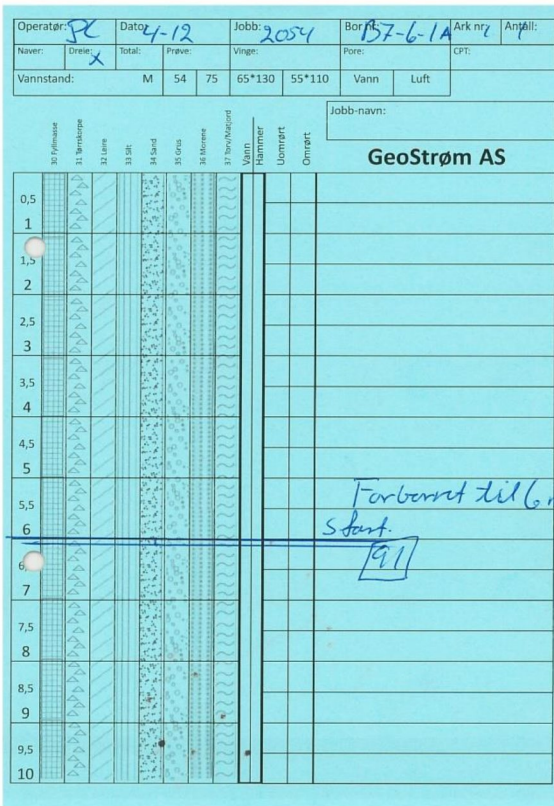 Operatør: PL Dato: 4-12 Jobb: 2054 Bor nr: B7-6-1A Ark nr: 1 Antall: 1
Naver: Dreie: X Total: Prøve: Vinge: Pore: CPT:
Vannstand: M 54 75 65*130 55*110 Vann Luft
Jobb-navn:
30 Fyllmasse 31 Tørrskorpe 32 Leire 33 Silt 34 Sand 35 Grus 36 Morene 37 Torv/Matjord Vann Hammer Uomrørt Omrørt
GeoStrøm AS
0,5
1
1,5
2
2,5
3
3,5
4
4,5
5
Forborret til 6 m
5,5
Start.
6
91
6
7
7,5
8
8,5
9
9,5
10